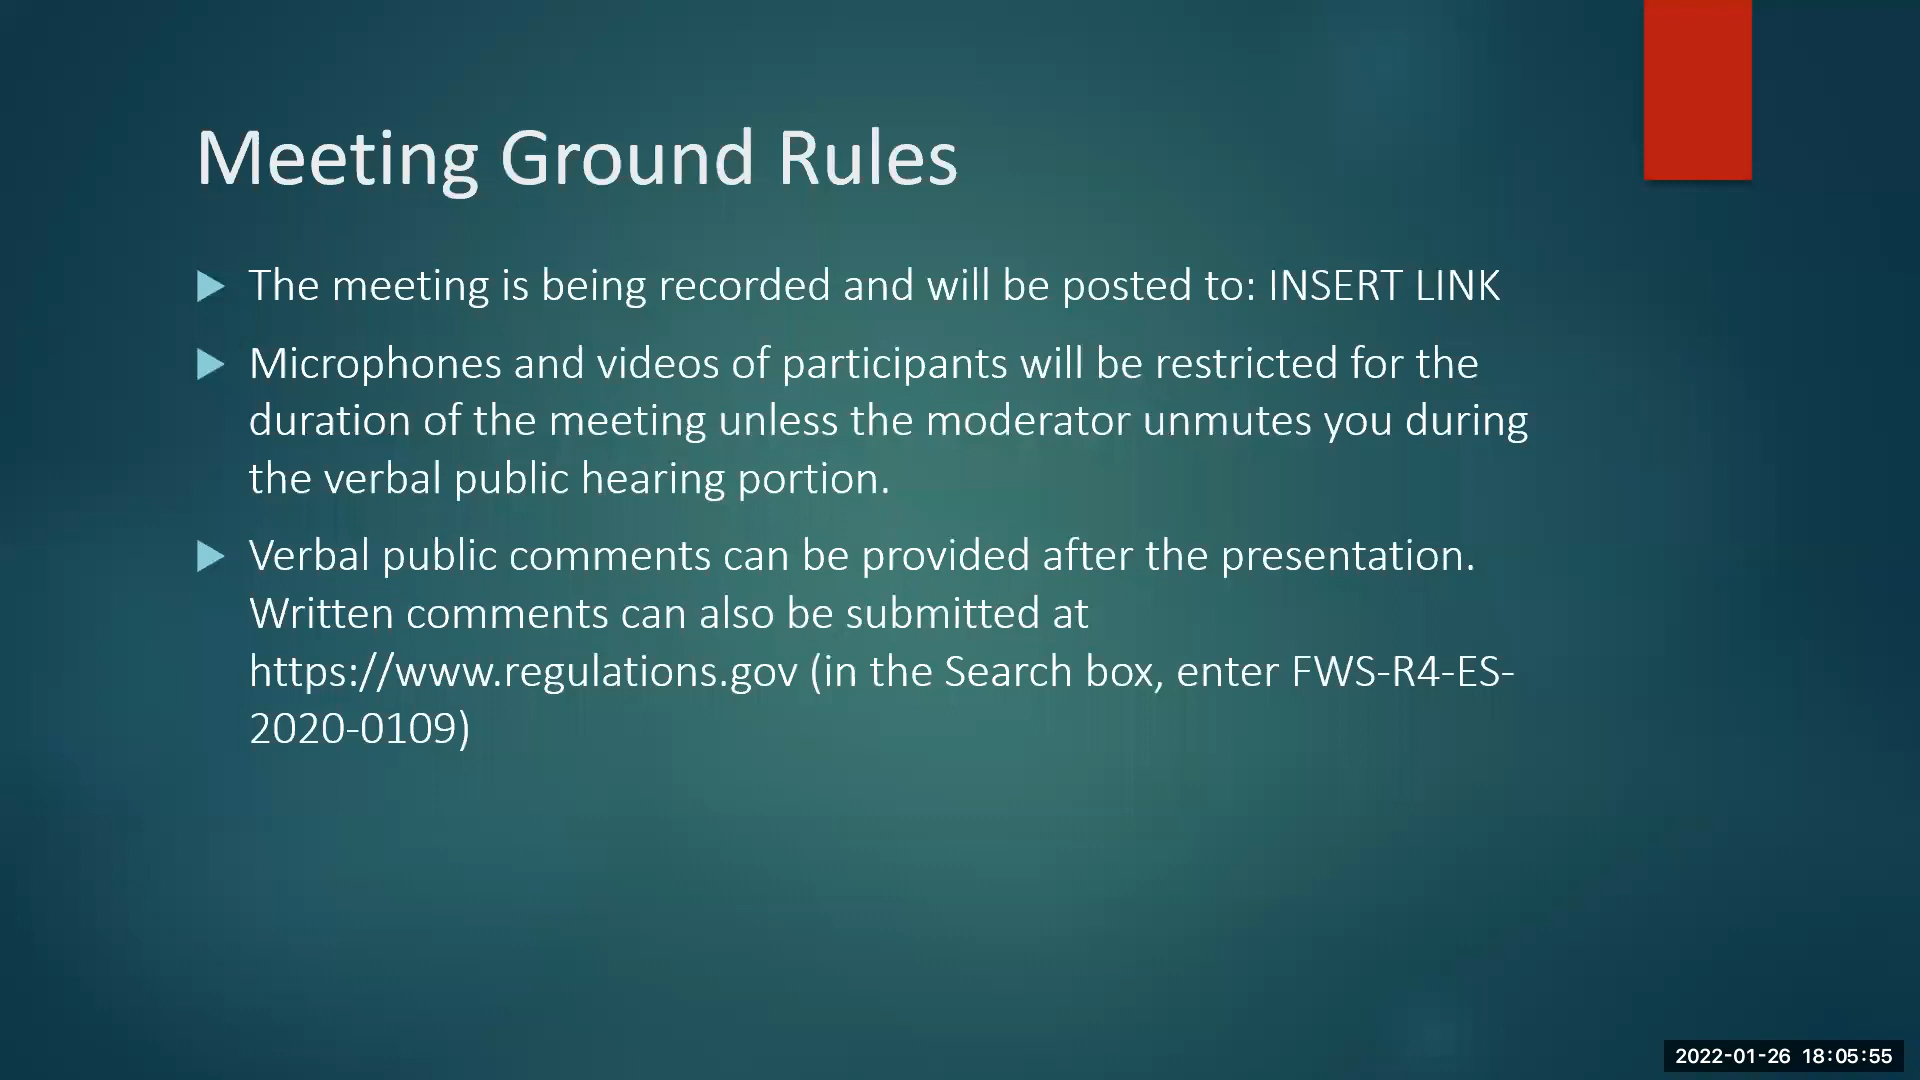 Meeting Ground Rules
The meeting is being recorded and will be posted to: INSERT LINK
Microphones and videos of participants will be restricted for the
duration of the meeting unless the moderator unmutes you during
the verbal public hearing portion.
Verbal public comments can be provided after the presentation.
Written comments can also be submitted at
https://www.regulations.gov (in the Search box, enter FWS-R4-ES-
2020-0109)
2022-01-26 18:05:55